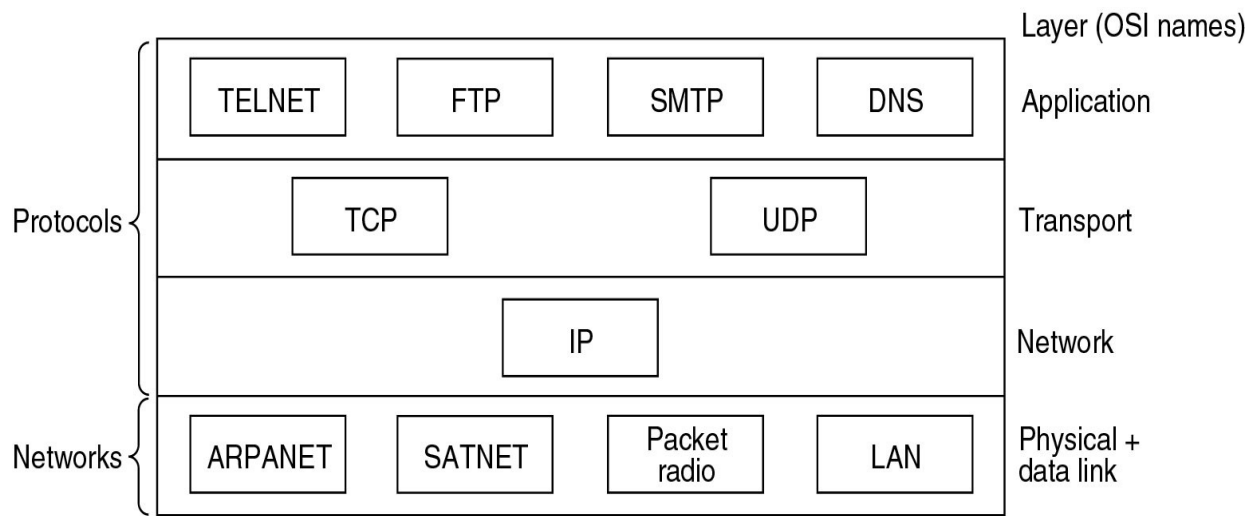 Layer (OSI names)
TELNET FTP SMTP DNS Application
Protocols TCP UDP Transport
IP Network
Networks ARPANET SATNET Packet radio LAN Physical +
data link